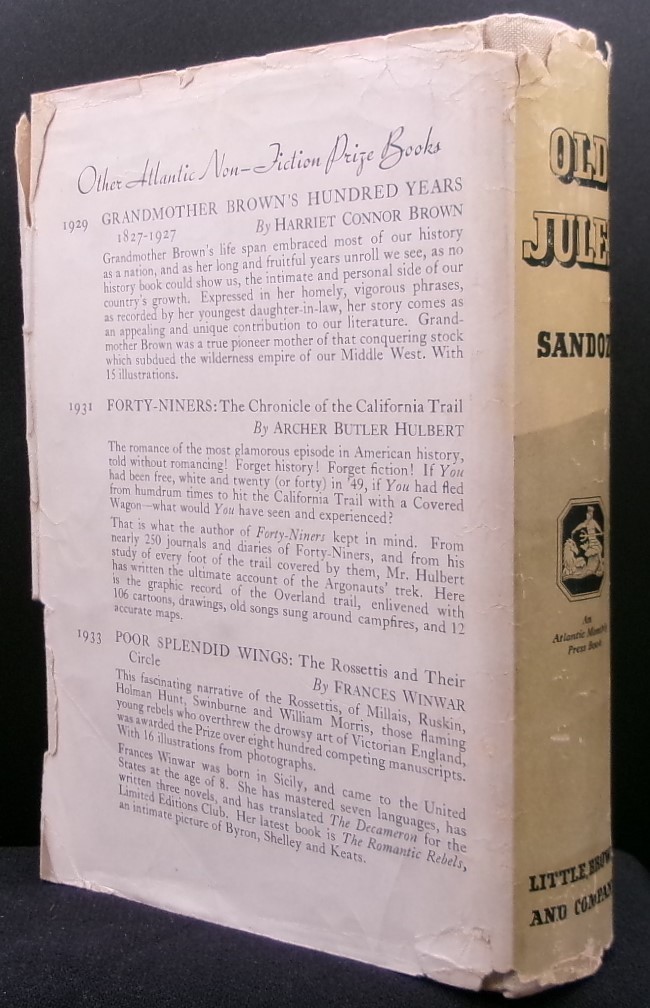 Other Atlantic Non-Fiction Prize Books
1929 GRANDMOTHER BROWN'S HUNDRED YEARS
1827-1927 By HARRIET CONNOR BROWN
Grandmother Brown's life span embraced most of our history
as a nation, and as her long and fruitful years unroll we see, as no
history book could show us, the intimate and personal side of our
country's growth. Expressed in her homely, vigorous phrases,
as recorded by her youngest daughter-in-law, her story comes as
an appealing and unique contribution to our literature. Grand-
mother Brown was a true pioneer mother of that conquering stock
which subdued the wilderness empire of our Middle West. With
15 illustrations.
1931 FORTY-NINERS: The Chronicle of the California Trail
By ARCHER BUTLER HULBERT
The romance of the most glamorous episode in American history,
told without romancing! Forget history! Forget fiction! If You
had been free, white and twenty (or forty) in '49, if You had fled
from humdrum times to hit the California Trail with a Covered
Wagon—what would You have seen and experienced?
That is what the author of Forty-Niners kept in mind. From
nearly 250 journals and diaries of Forty-Niners, and from his
study of every foot of the trail covered by them, Mr. Hulbert
has written the ultimate account of the Argonauts' trek. Here
is the graphic record of the Overland trail, enlivened with
106 cartoons, drawings, old songs sung around campfires, and 12
accurate maps.
1933 POOR SPLENDID WINGS: The Rossettis and Their
Circle By FRANCES WINWAR
This fascinating narrative of the Rossettis, of Millais, Ruskin,
Holman Hunt, Swinburne and William Morris, those flaming
young rebels who overthrew the drowsy art of Victorian England,
was awarded the Prize over eight hundred competing manuscripts.
With 16 illustrations from photographs.
Frances Winwar was born in Sicily, and came to the United
States at the age of 8. She has mastered seven languages, has
written three novels, and has translated The Decameron for the
Limited Editions Club. Her latest book is The Romantic Rebels,
an intimate picture of Byron, Shelley and Keats.
OLD
JULES
SANDOZ
An
Atlantic Monthly
Press Book
LITTLE, BROWN
AND COMPANY